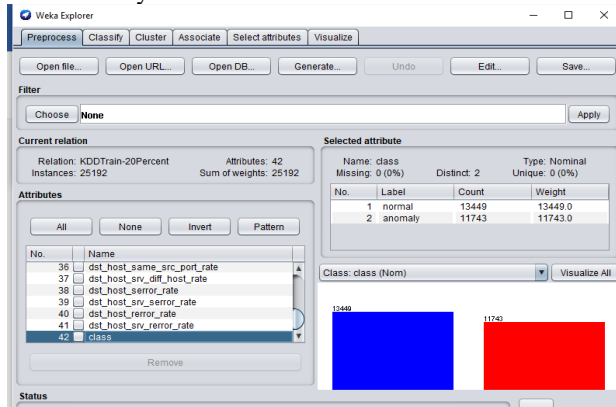 Weka Explorer
Preprocess Classify Cluster Associate Select attributes Visualize
Open file... Open URL... Open DB... Generate... Undo Edit... Save...
Filter
Choose None Apply
Current relation
Relation: KDDTrain-20Percent Attributes: 42
Instances: 25192 Sum of weights: 25192
Attributes
All None Invert Pattern
No. Name
36 dst_host_same_src_port_rate
37 dst_host_srv_diff_host_rate
38 dst_host_serror_rate
39 dst_host_srv_serror_rate
40 dst_host_rerror_rate
41 dst_host_srv_rerror_rate
42 class
Remove
Status
Selected attribute
Name: class Type: Nominal
Missing: 0 (0%) Distinct: 2 Unique: 0 (0%)
No. Label Count Weight
1 normal 13449 13449.0
2 anomaly 11743 11743.0
Class: class (Nom) Visualize All
13449
11743